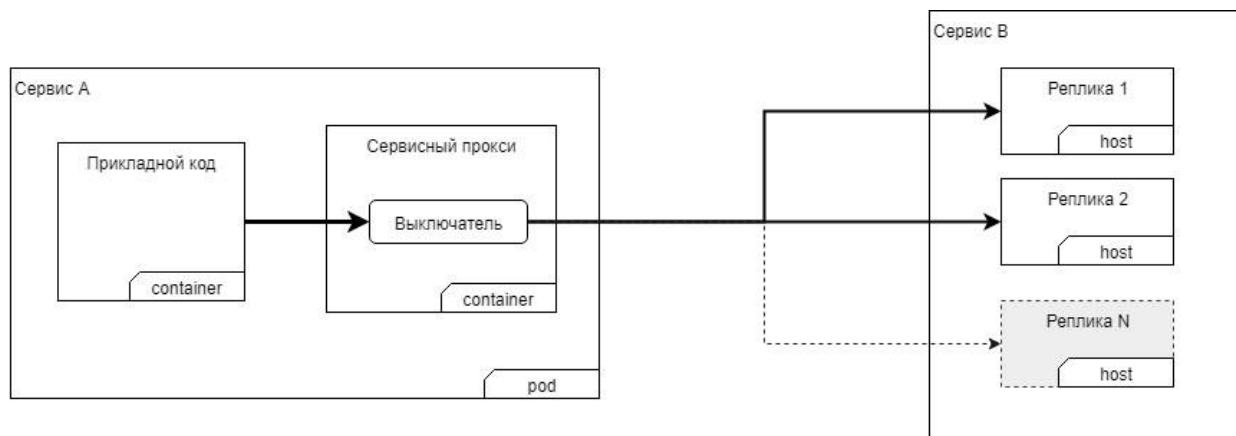 Сервис A
Прикладной код
container
Сервисный прокси
Выключатель
container
pod
Сервис B
Реплика 1
host
Реплика 2
host
Реплика N
host